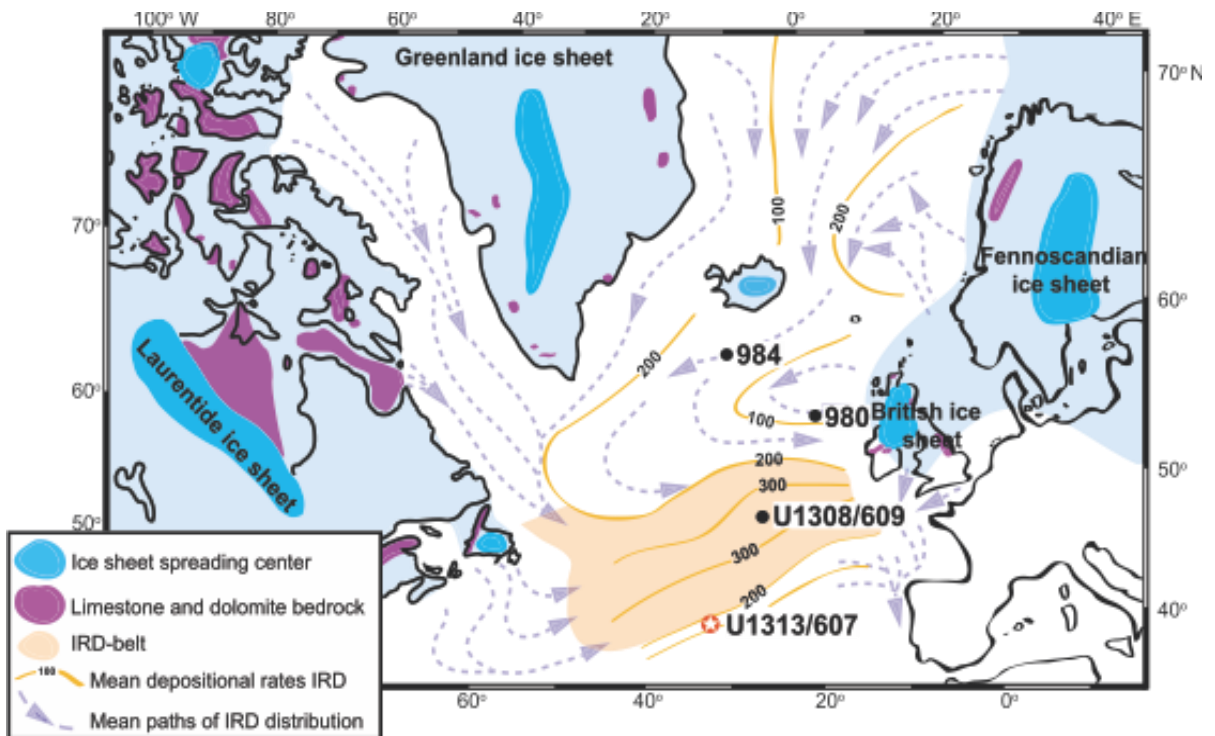 100° W
80°
60°
40°
20°
0°
20°
40° E
Greenland ice sheet
70° N
70°
100
200
Fennoscandian
ice sheet
60°
984
200
60°
Laurentide ice sheet
100
980
British ice
sheet
200
50°
300
50°
U1308/609
300
200
40°
U1313/607
60°
40°
20°
0°
Ice sheet spreading center
Limestone and dolomite bedrock
IRD-belt
100
Mean depositional rates IRD
Mean paths of IRD distribution